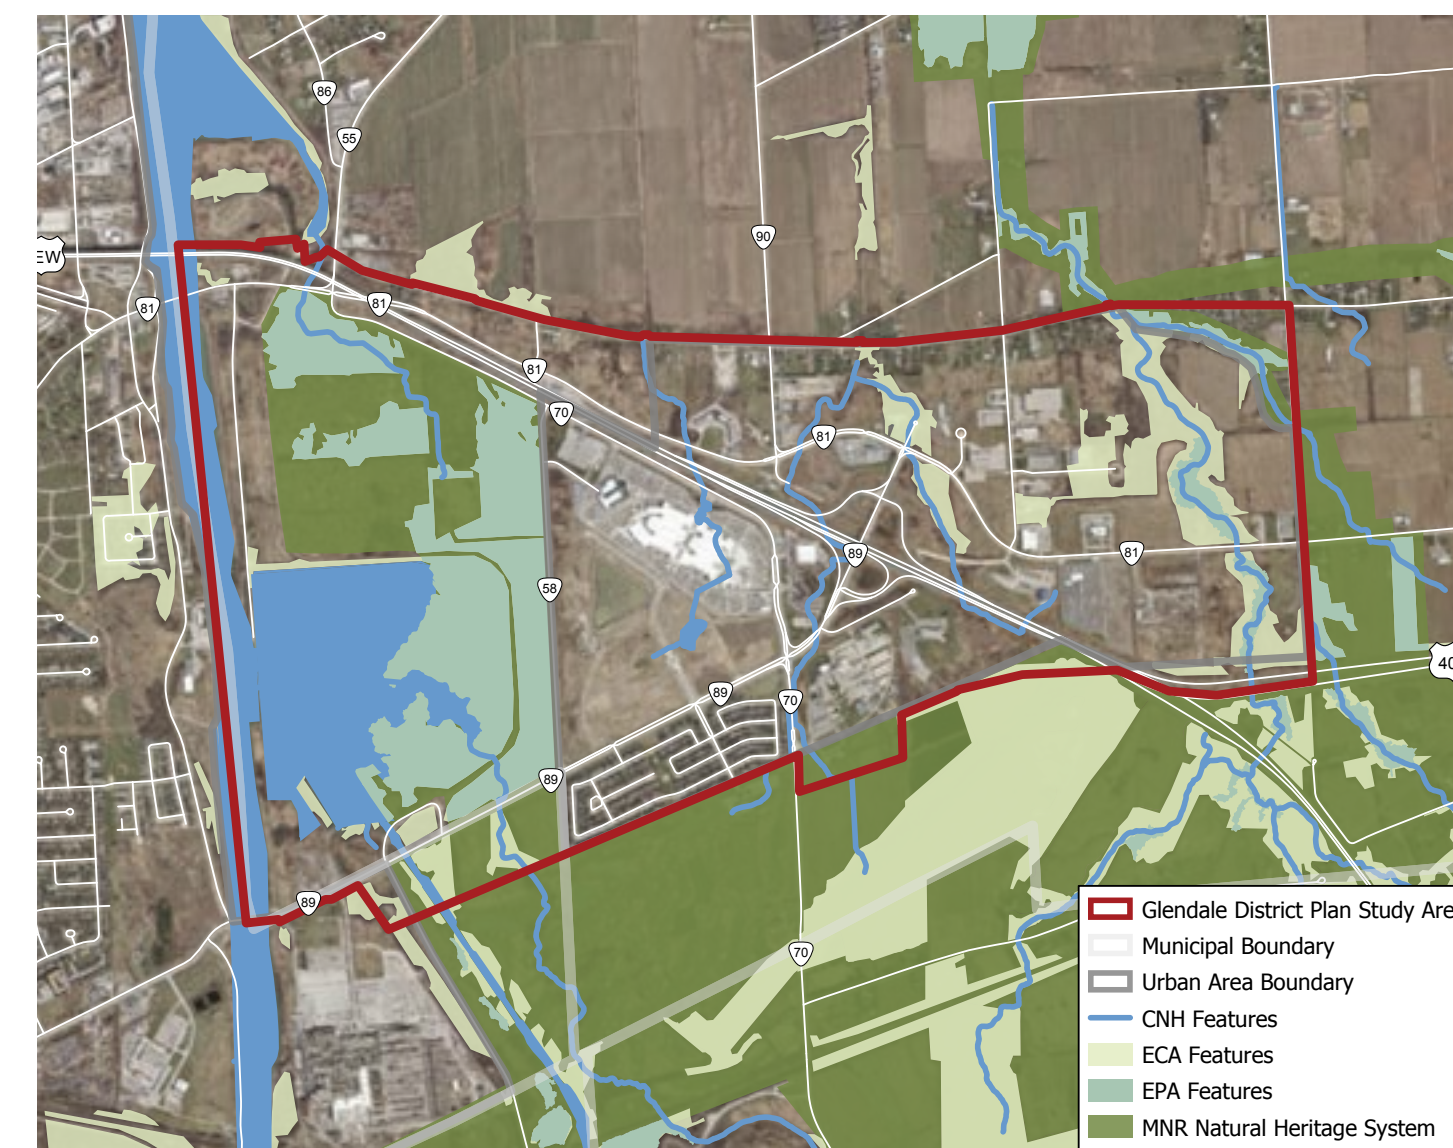 86
55
90
EW
81
81
81
70
81
89
81
58
40
89
70
89
89
70
Glendale District Plan Study Are
Municipal Boundary
Urban Area Boundary
CNH Features
ECA Features
EPA Features
MNR Natural Heritage System